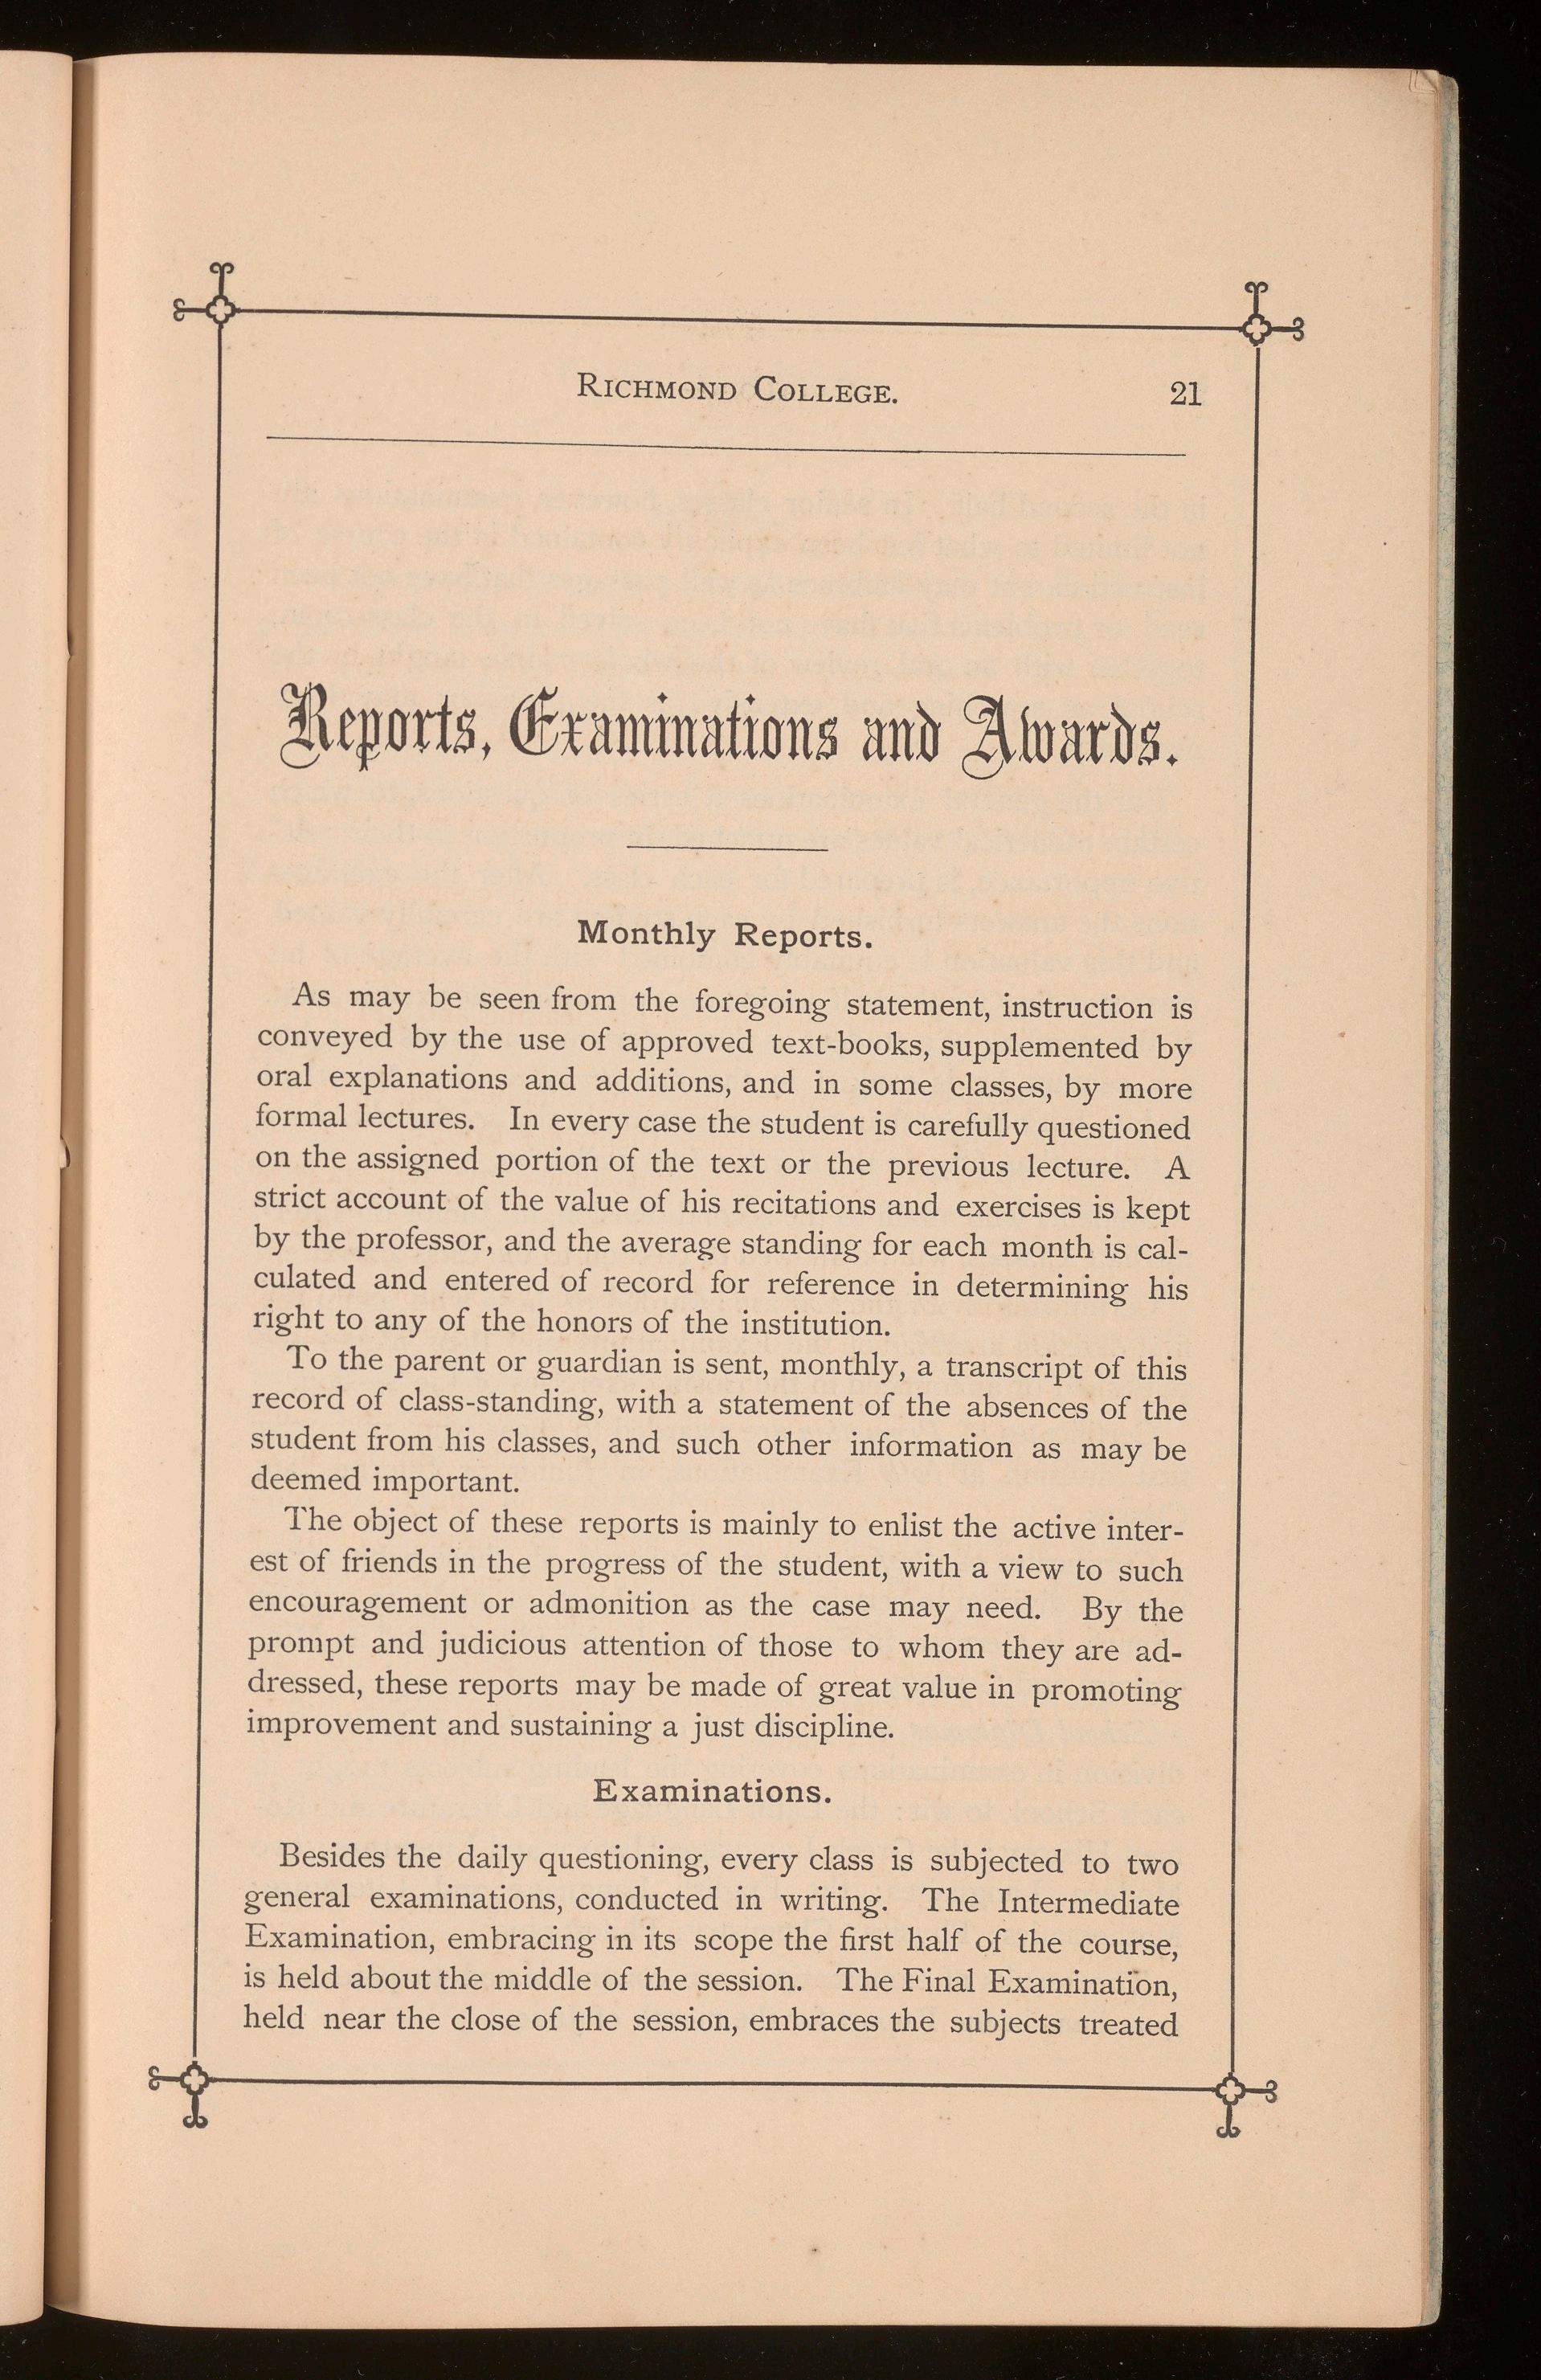 RICHMOND COLLEGE. 21
Reports, Examinations and Awards.
Monthly Reports.
As may be seen from the foregoing statement, instruction is
conveyed by the use of approved text-books, supplemented by
oral explanations and additions, and in some classes, by more
formal lectures. In every case the student is carefully questioned
on the assigned portion of the text or the previous lecture. A
strict account of the value of his recitations and exercises is kept
by the professor, and the average standing for each month is cal-
culated and entered of record for reference in determining his
right to any of the honors of the institution.
To the parent or guardian is sent, monthly, a transcript of this
record of class-standing, with a statement of the absences of the
student from his classes, and such other information as may be
deemed important.
The object of these reports is mainly to enlist the active inter-
est of friends in the progress of the student, with a view to such
encouragement or admonition as the case may need. By the
prompt and judicious attention of those to whom they are ad-
dressed, these reports may be made of great value in promoting
improvement and sustaining a just discipline.
Examinations.
Besides the daily questioning, every class is subjected to two
general examinations, conducted in writing. The Intermediate
Examination, embracing in its scope the first half of the course,
is held about the middle of the session. The Final Examination,
held near the close of the session, embraces the subjects treated